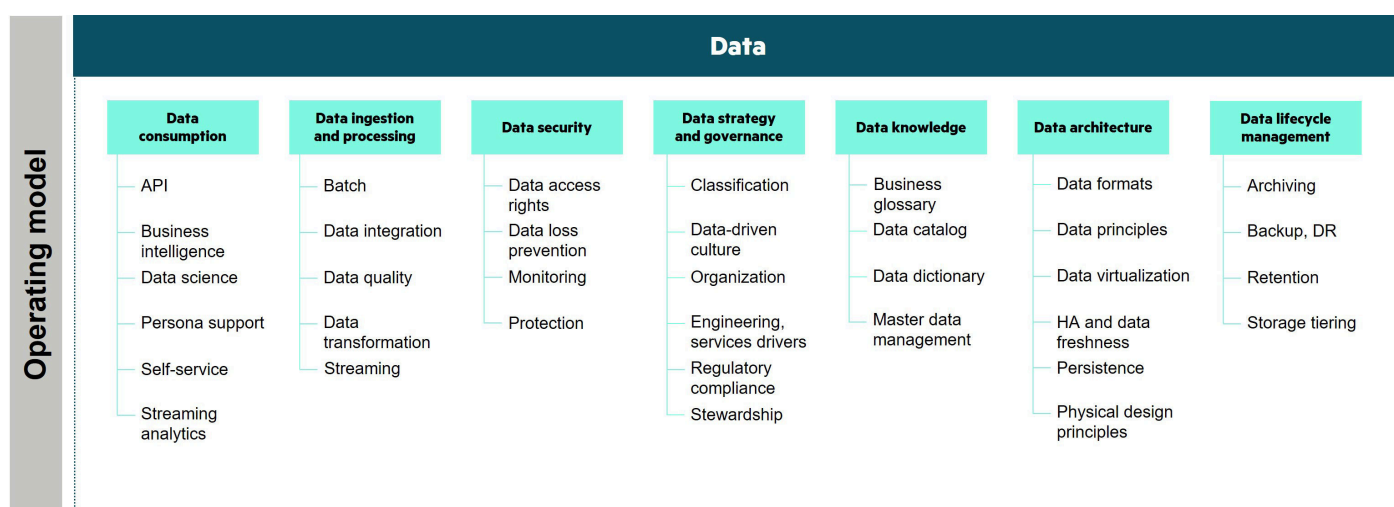 Data
Operating model
Data
consumption
API
Business
intelligence
Data science
Persona support
Self-service
Streaming
analytics
Data ingestion
and processing
Batch
Data integration
Data quality
Data
transformation
Streaming
Data security
Data access
rights
Data loss
prevention
Monitoring
Protection
Data strategy
and governance
Classification
Data-driven
culture
Organization
Engineering,
services drivers
Regulatory
compliance
Stewardship
Data knowledge
Business
glossary
Data catalog
Data dictionary
Master data
management
Data architecture
Data formats
Data principles
Data virtualization
HA and data
freshness
Persistence
Physical design
principles
Data lifecycle
management
Archiving
Backup, DR
Retention
Storage tiering